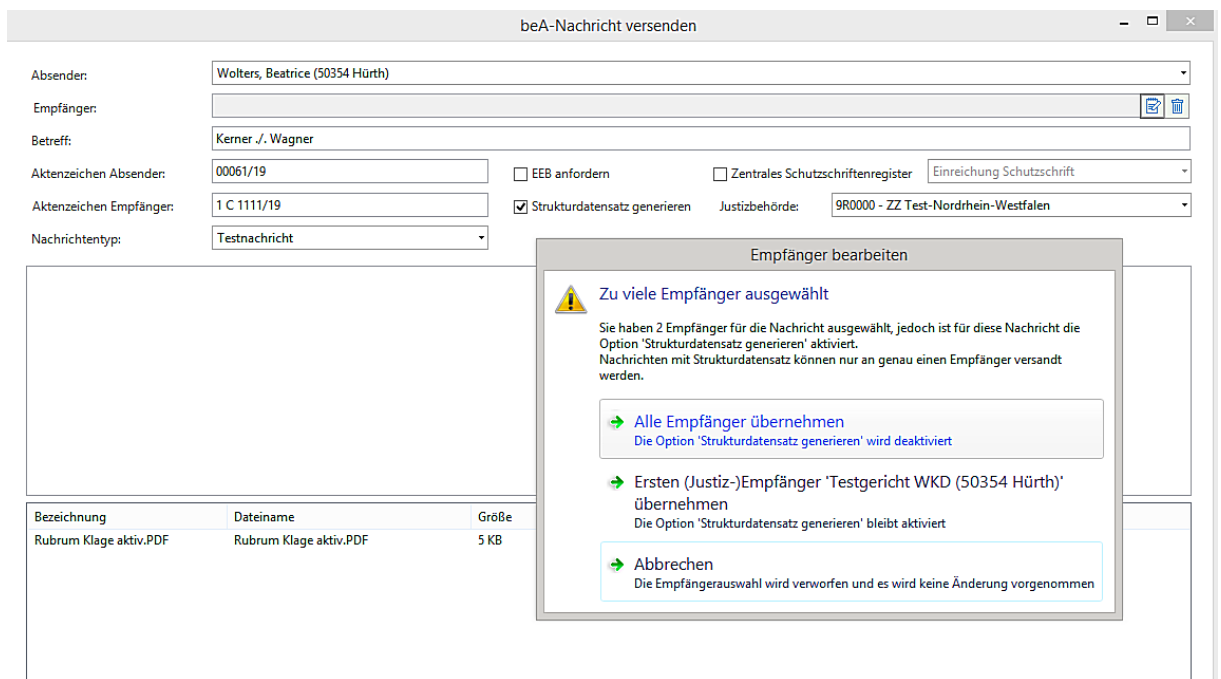 beA-Nachricht versenden
Absender: Wolters, Beatrice (50354 Hürth)
Empfänger:
Betreff: Kerner ./. Wagner
Aktenzeichen Absender: 00061/19 EEB anfordern Zentrales Schutzschriftenregister Einreichung Schutzschrift
Aktenzeichen Empfänger: 1 C 1111/19 Strukturdatensatz generieren Justizbehörde: 9R0000 - ZZ Test-Nordrhein-Westfalen
Nachrichtentyp: Testnachricht
Empfänger bearbeiten
Zu viele Empfänger ausgewählt
Sie haben 2 Empfänger für die Nachricht ausgewählt, jedoch ist für diese Nachricht die
Option 'Strukturdatensatz generieren' aktiviert.
Nachrichten mit Strukturdatensatz können nur an genau einen Empfänger versandt
werden.
Alle Empfänger übernehmen
Die Option 'Strukturdatensatz generieren' wird deaktiviert
Ersten (Justiz-)Empfänger 'Testgericht WKD (50354 Hürth)'
übernehmen
Die Option 'Strukturdatensatz generieren' bleibt aktiviert
Abbrechen
Die Empfängerauswahl wird verworfen und es wird keine Änderung vorgenommen
Bezeichnung Dateiname Größe
Rubrum Klage aktiv.PDF Rubrum Klage aktiv.PDF 5 KB